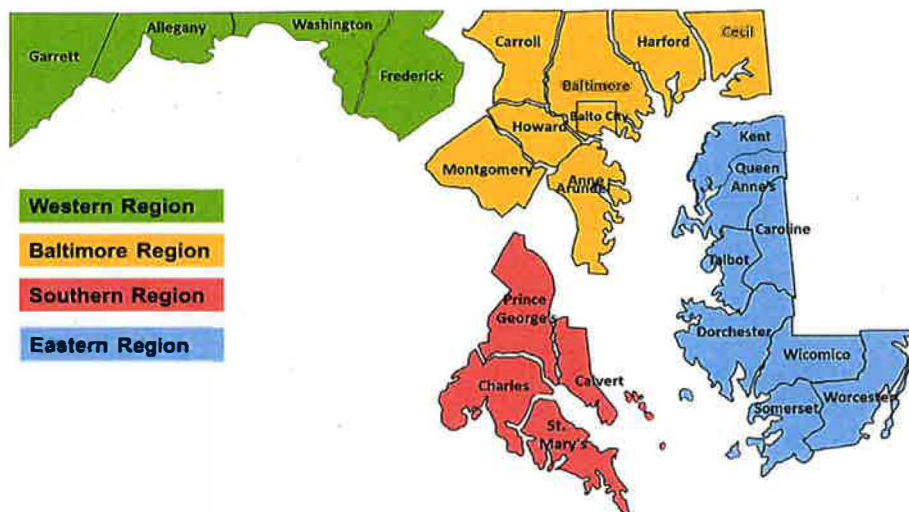 Garrett
Allegany
Washington
Frederick
Carroll
Baltimore
Harford
Cecil
Balto City
Howard
Montgomery
Anne
Arundel
Kent
Queen
Anne's
Caroline
Talbot
Dorchester
Wicomico
Somerset
Worcester
Prince
George's
Charles
Calvert
St.
Mary's
Western Region
Baltimore Region
Southern Region
Eastern Region